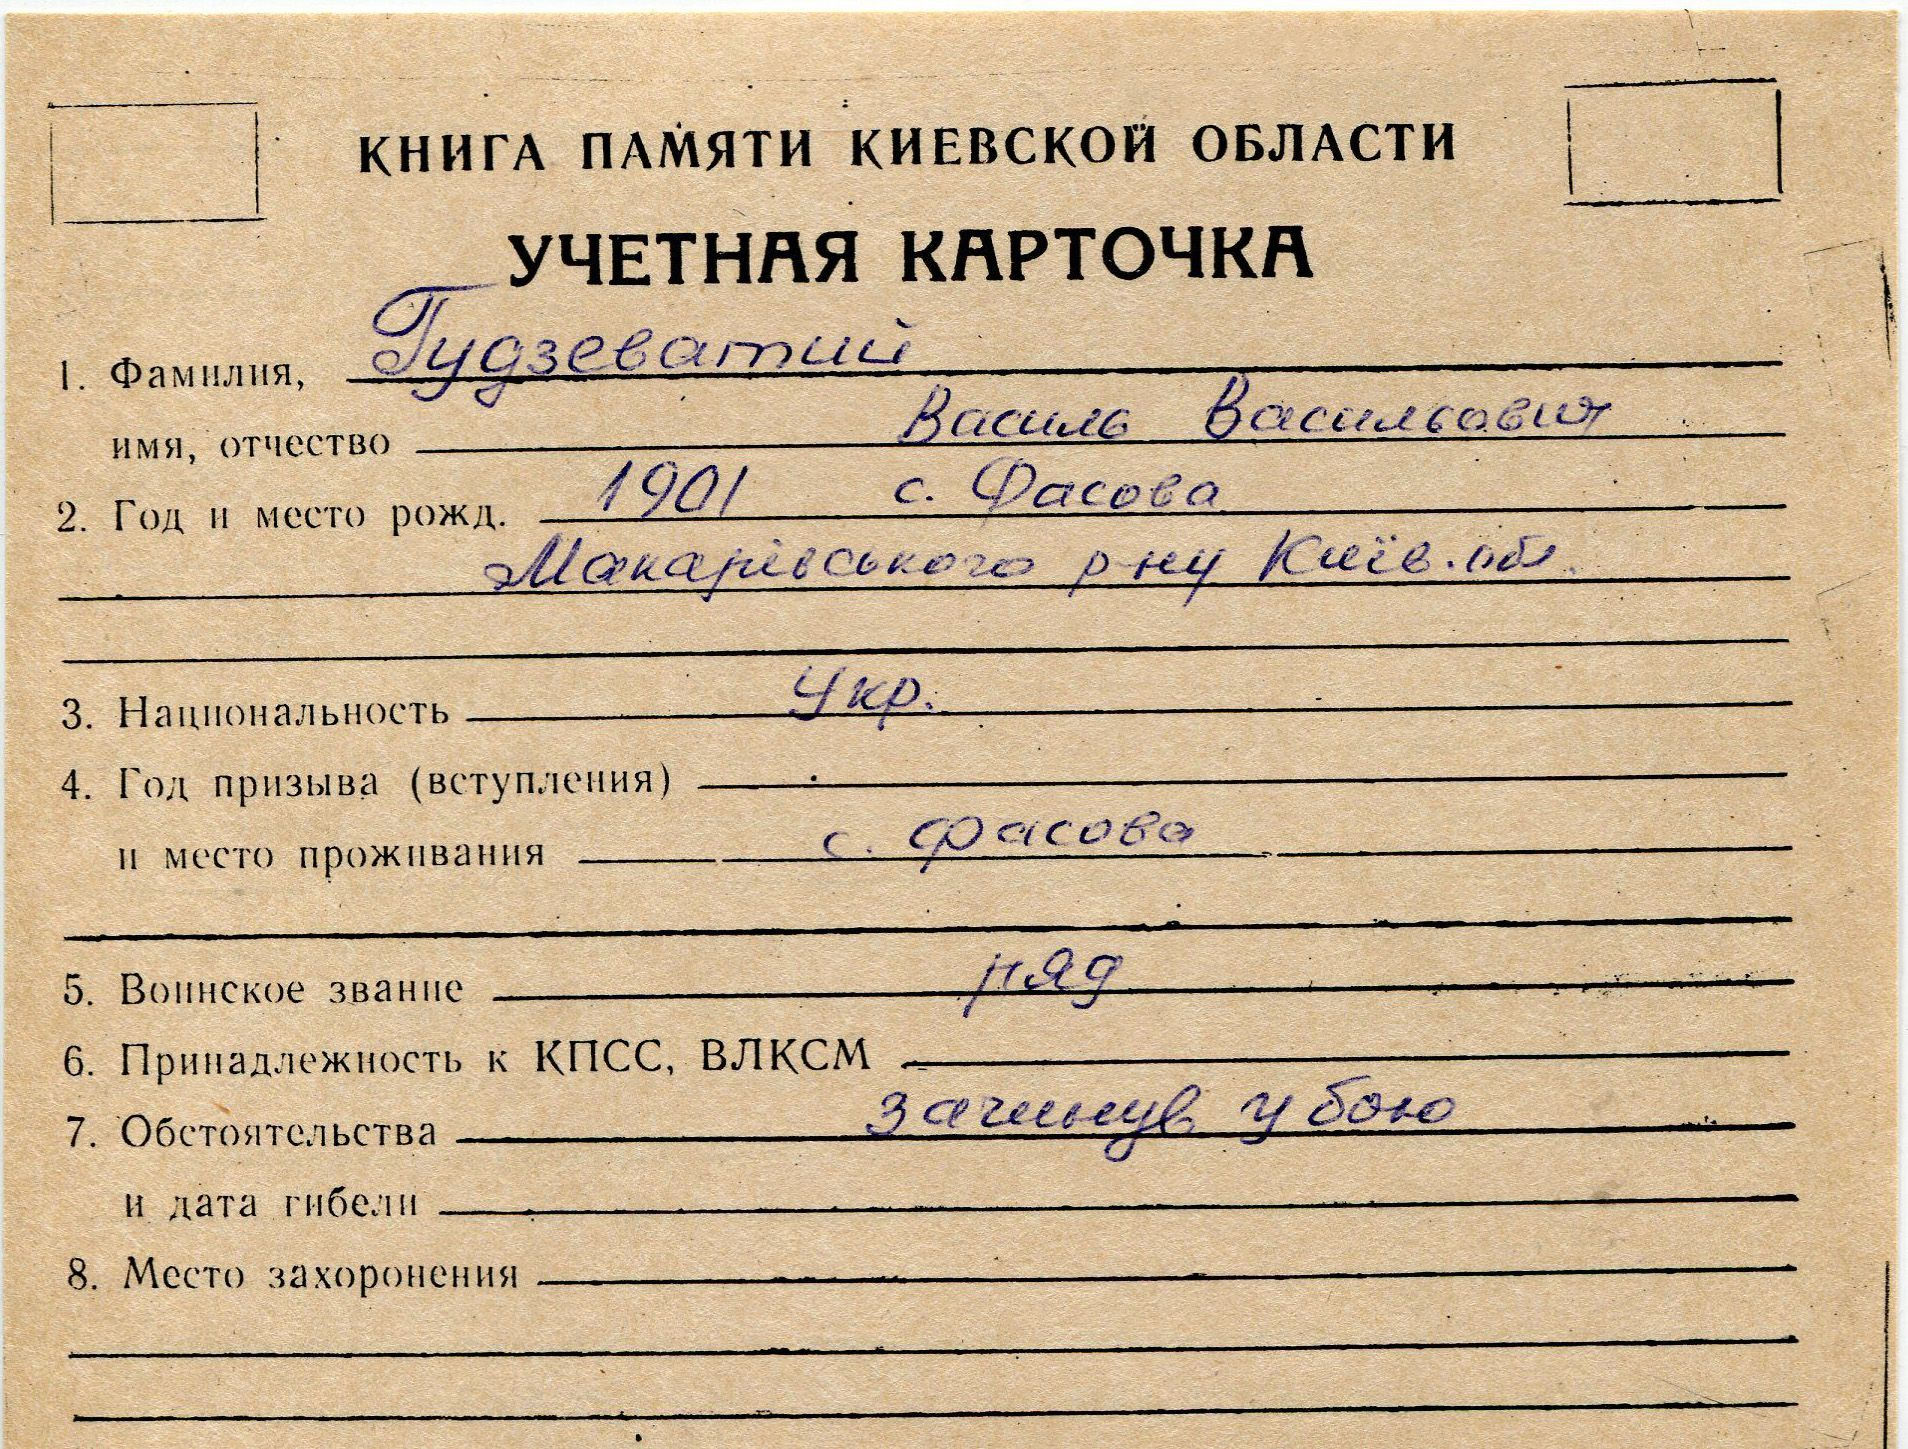 КНИГА ПАМЯТИ КИЕВСКОЙ ОБЛАСТИ
УЧЕТНАЯ КАРТОЧКА
1. Фамилия, Гудзеватий
имя, отчество Василь Васильович
2. Год и место рожд. 1901 с. Фасова
Макарівського р-ну Київ. обл.
3. Национальность Укр.
4. Год призыва (вступления)
и место проживания с. Фасова
5. Воинское звание ряд
6. Принадлежность к КПСС, ВЛКСМ
7. Обстоятельства загинув у бою
и дата гибели
8. Место захоронения